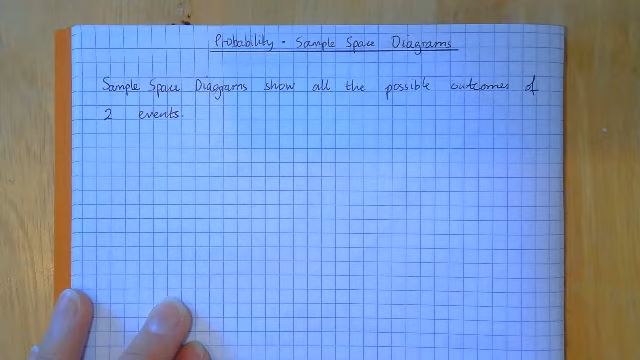 Probability - Sample Space Diagrams
Sample Space Diagrams show all the possible outcomes of
2 events.